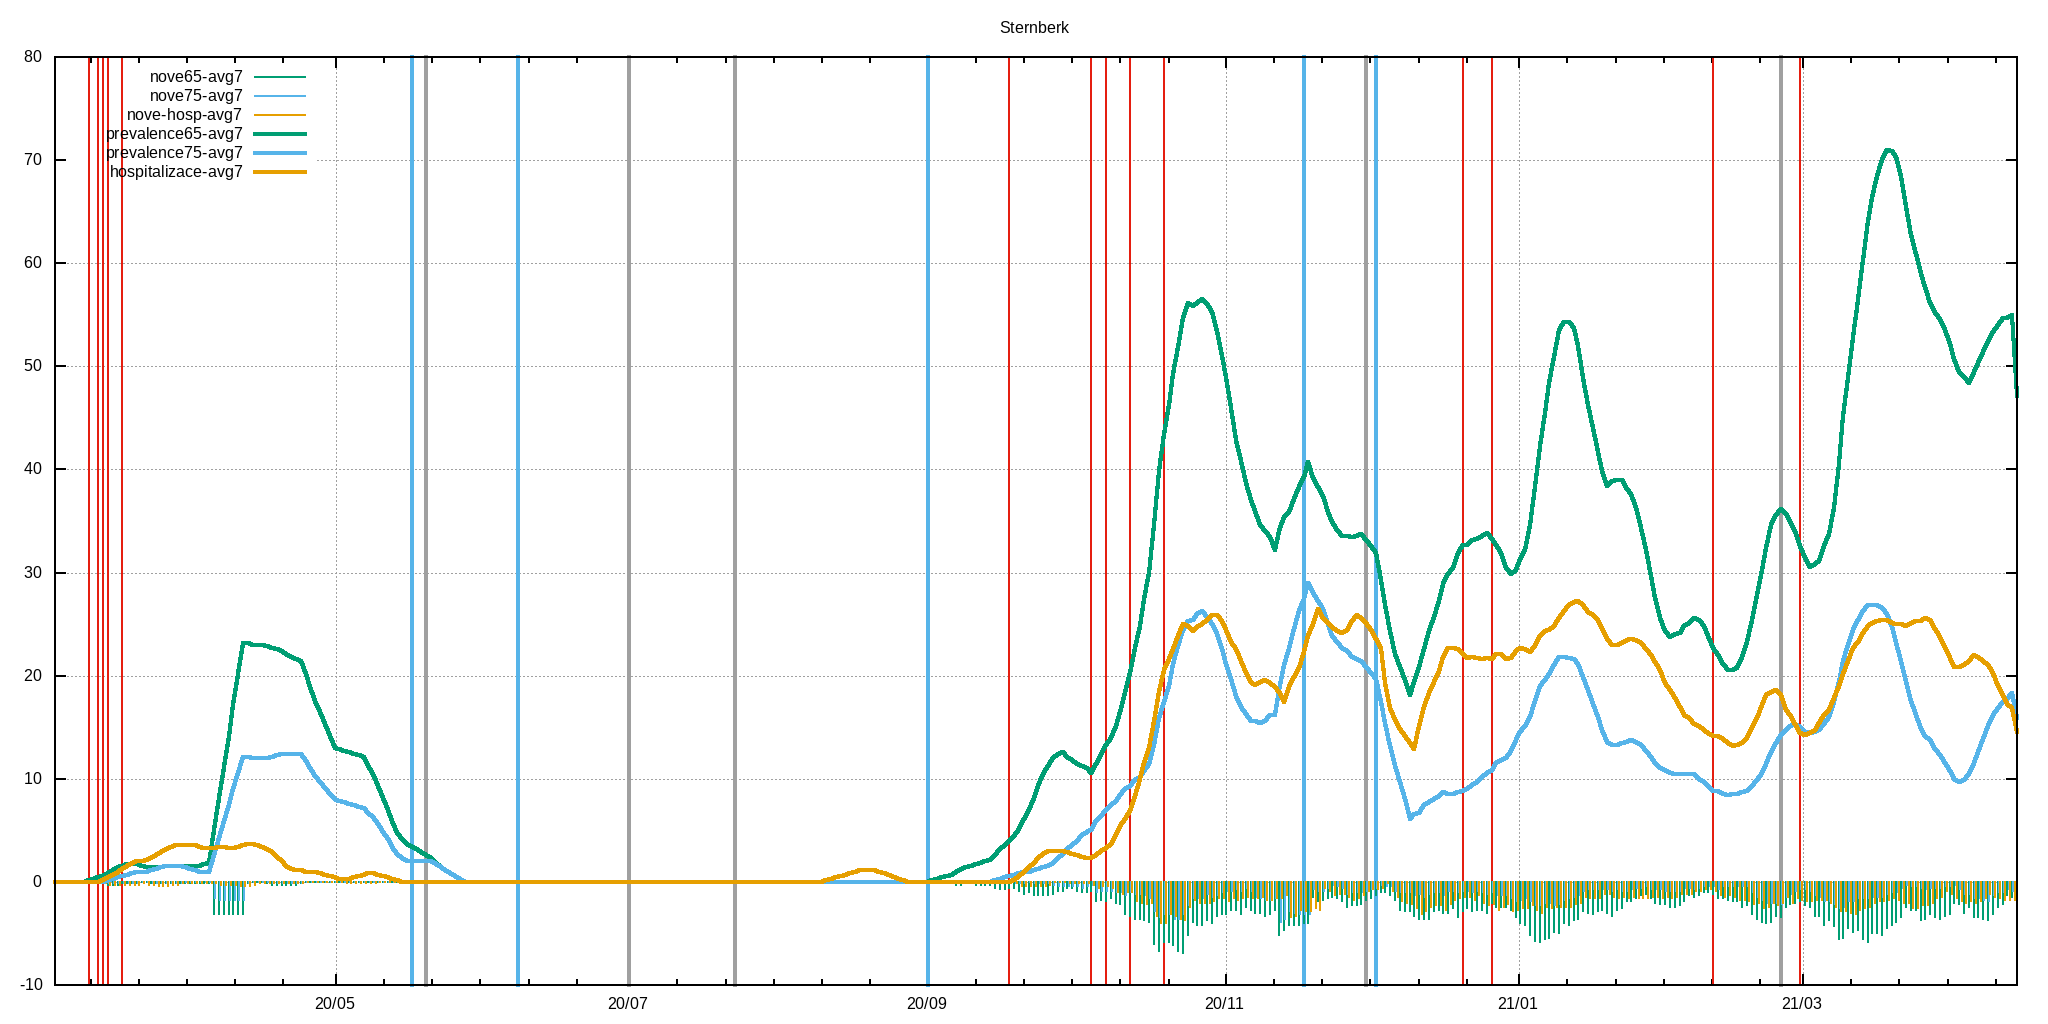 Sternberk
80
70
60
50
40
30
20
10
0
-10
nove65-avg7
nove75-avg7
nove-hosp-avg7
prevalence65-avg7
prevalence75-avg7
hospitalizace-avg7
20/05
20/07
20/09
20/11
21/01
21/03